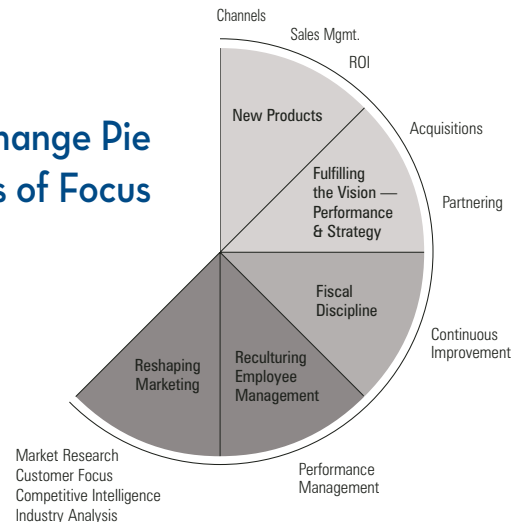 hange Pie
s of Focus
Channels
Sales Mgmt.
ROI
Acquisitions
Partnering
Continuous
Improvement
Performance
Management
Market Research
Customer Focus
Competitive Intelligence
Industry Analysis
New Products
Fulfilling
the Vision —
Performance
& Strategy
Fiscal
Discipline
Reculturing
Employee
Management
Reshaping
Marketing